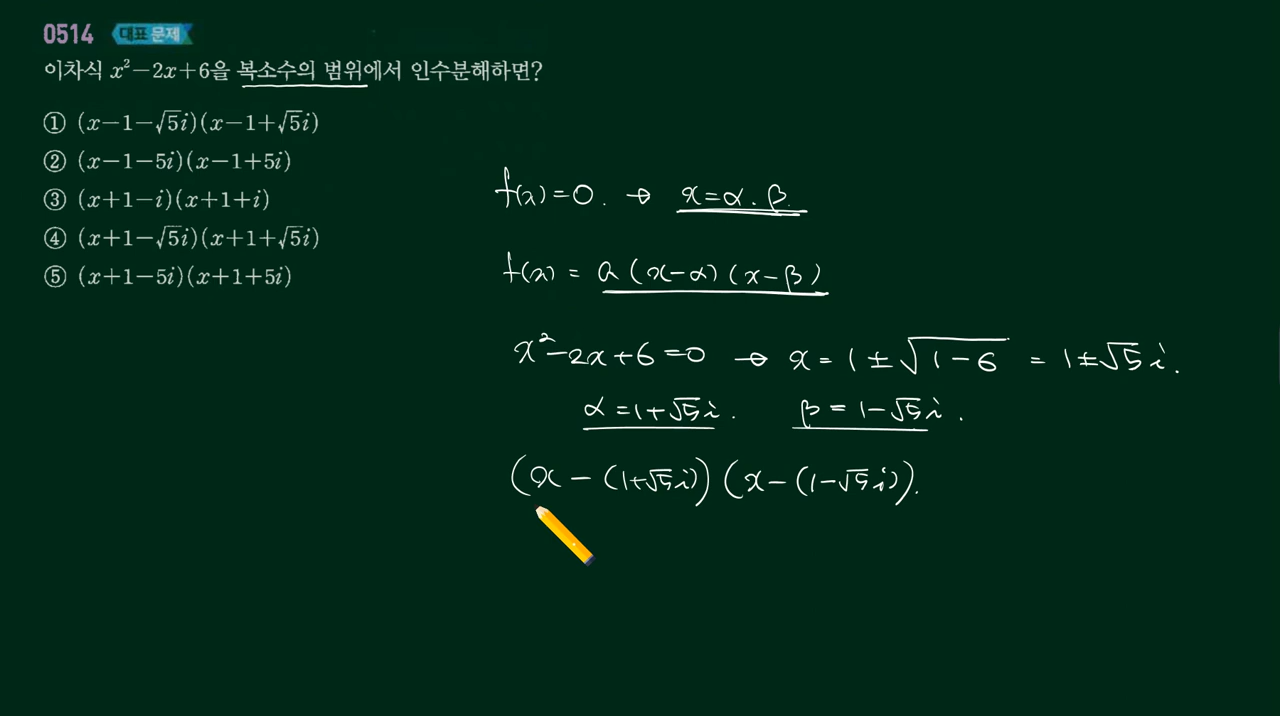 0514 대표 문제
이차식 x²−2x+6을 복소수의 범위에서 인수분해하면?
① (x−1−√5i)(x−1+√5i)
② (x−1−5i)(x−1+5i)
③ (x+1−i)(x+1+i)
④ (x+1−√5i)(x+1+√5i)
⑤ (x+1−5i)(x+1+5i)
f(x)=0. → x=α.β.
f(x) = a(x−α)(x−β)
x²−2x+6=0 → x=1±√(1−6) = 1±√5i.
α=1+√5i. β=1−√5i.
(x−(1+√5i))(x−(1−√5i)).